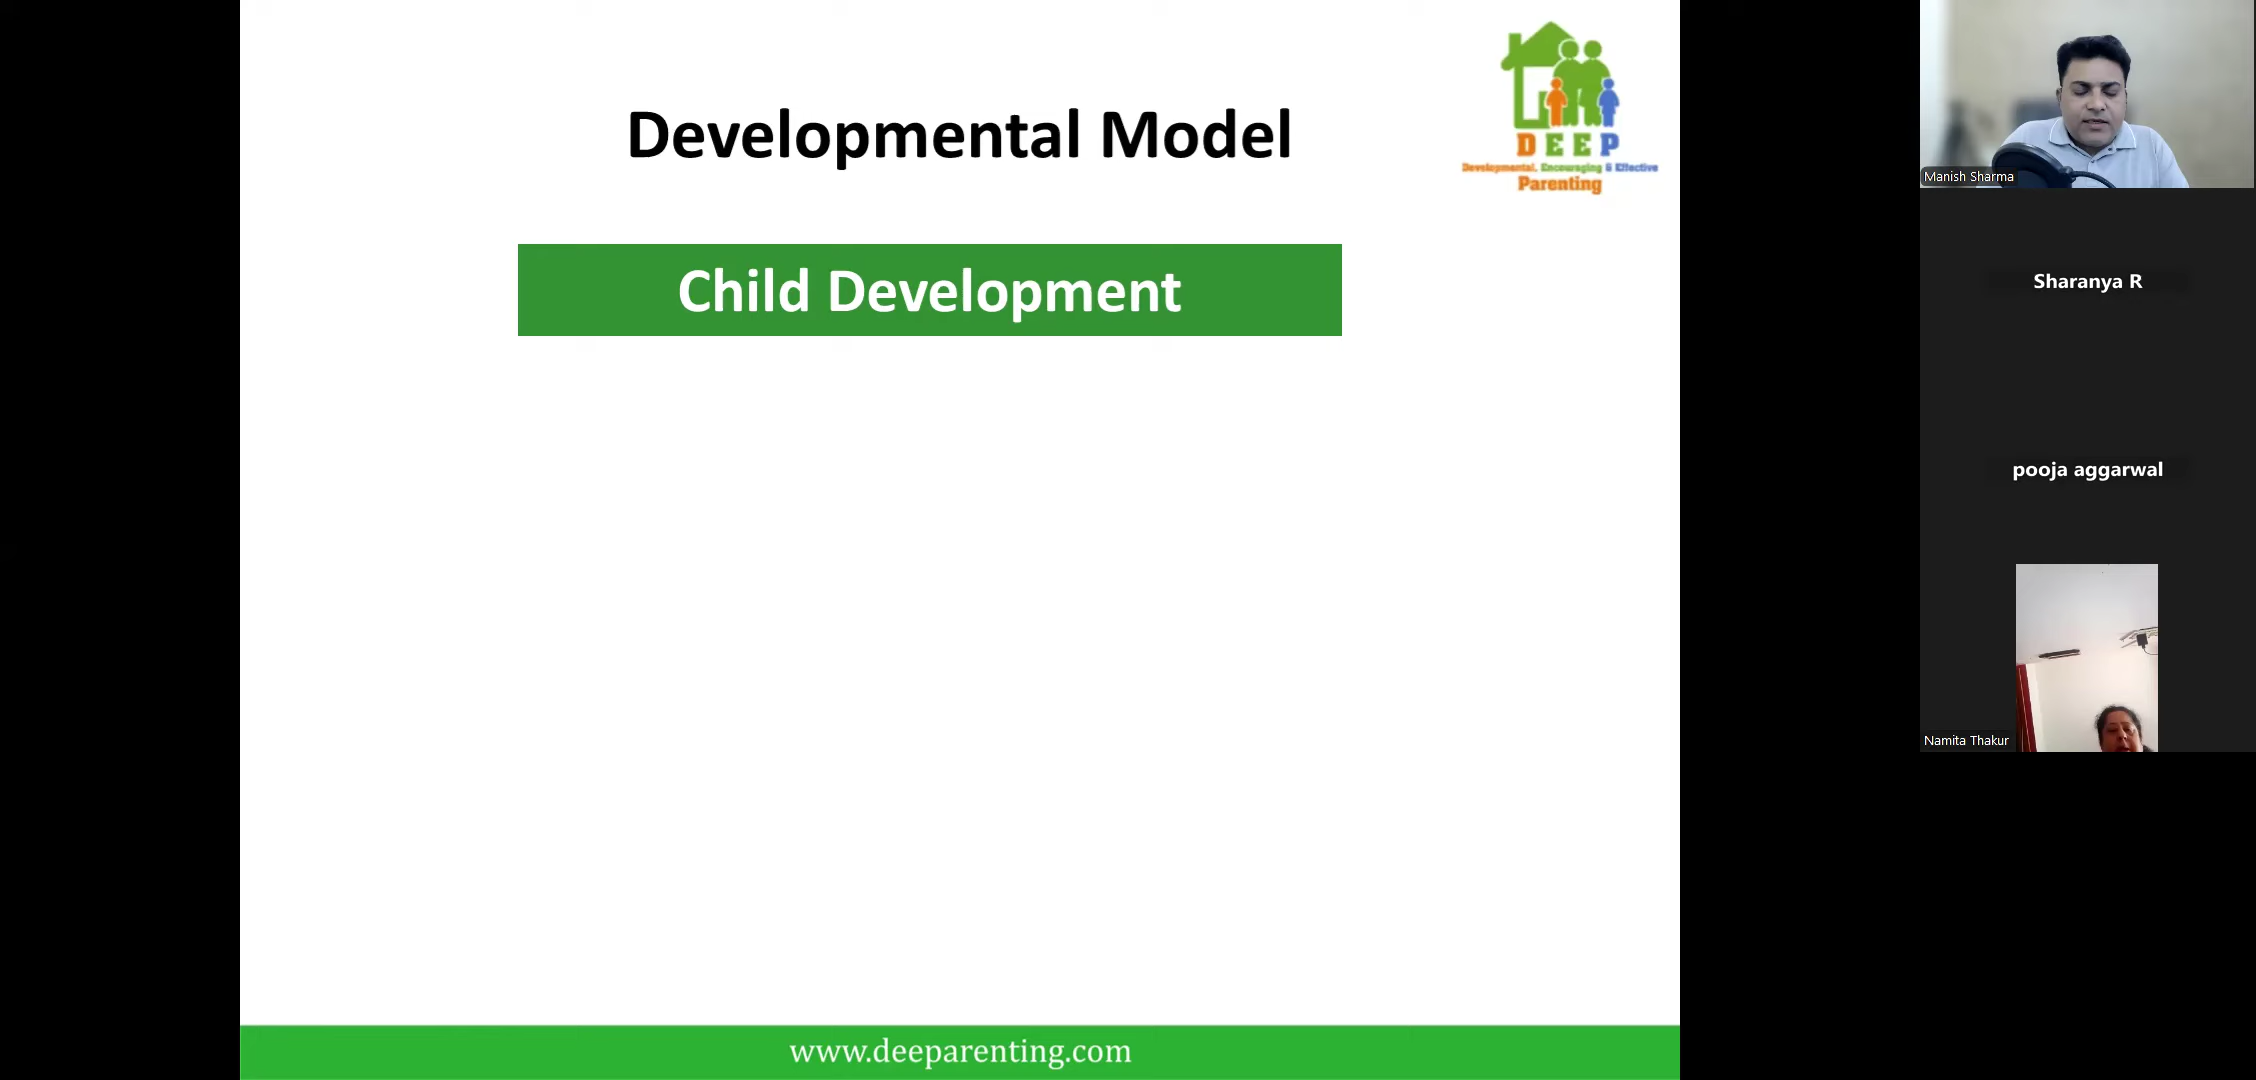 Developmental Model
DEEP
Developmental, Encouraging & Effective
Parenting
Child Development
www.deeparenting.com
Manish Sharma
Sharanya R
pooja aggarwal
Namita Thakur